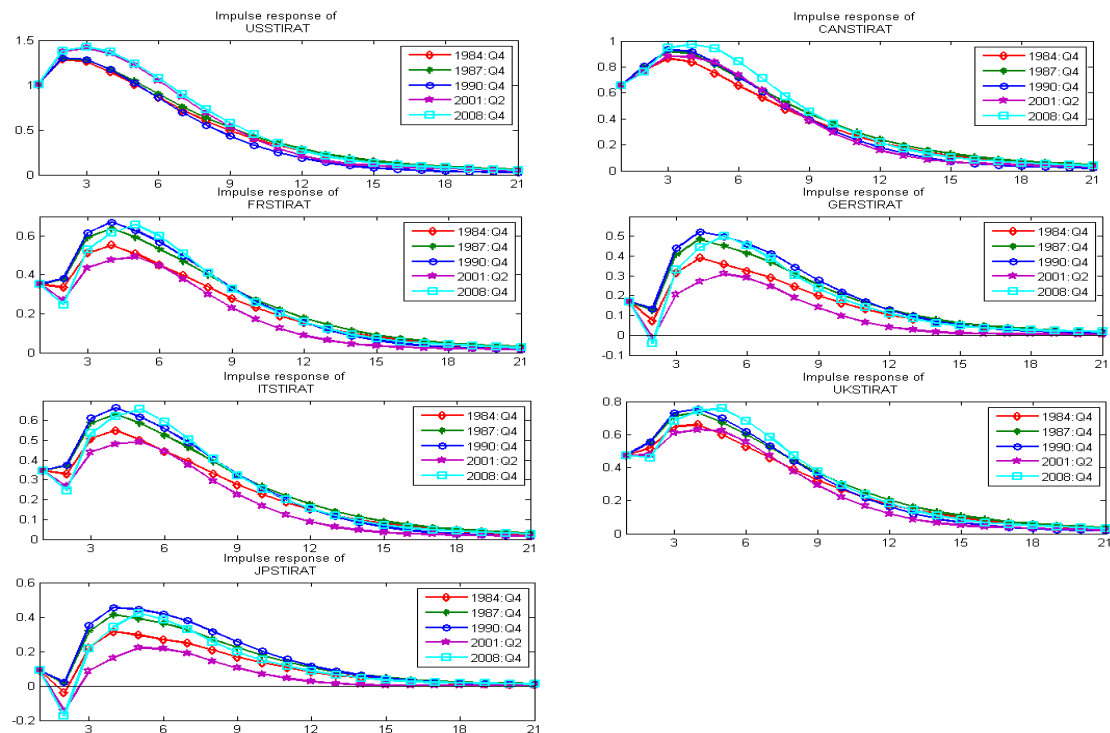 Impulse response of
USSTIRAT
1.5
1
0.5
0
3 6 9 12 15 18 21
1984:Q4
1987:Q4
1990:Q4
2001:Q2
2008:Q4
Impulse response of
CANSTIRAT
1
0.8
0.6
0.4
0.2
0
3 6 9 12 15 18 21
1984:Q4
1987:Q4
1990:Q4
2001:Q2
2008:Q4
Impulse response of
FRSTIRAT
0.6
0.4
0.2
0
3 6 9 12 15 18 21
1984:Q4
1987:Q4
1990:Q4
2001:Q2
2008:Q4
Impulse response of
GERSTIRAT
0.5
0.4
0.3
0.2
0.1
0
-0.1
3 6 9 12 15 18 21
1984:Q4
1987:Q4
1990:Q4
2001:Q2
2008:Q4
Impulse response of
ITSTIRAT
0.6
0.5
0.4
0.3
0.2
0.1
0
3 6 9 12 15 18 21
1984:Q4
1987:Q4
1990:Q4
2001:Q2
2008:Q4
Impulse response of
UKSTIRAT
0.8
0.6
0.4
0.2
0
3 6 9 12 15 18 21
1984:Q4
1987:Q4
1990:Q4
2001:Q2
2008:Q4
Impulse response of
JPSTIRAT
0.6
0.4
0.2
0
-0.2
3 6 9 12 15 18 21
1984:Q4
1987:Q4
1990:Q4
2001:Q2
2008:Q4